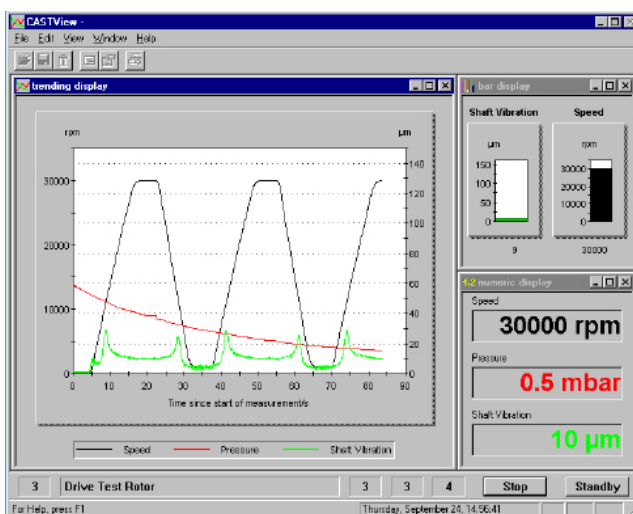 CASTView -
File Edit View Window Help
trending display
rpm
µm
30000
20000
10000
0
140
120
100
80
60
40
20
0
0 10 20 30 40 50 60 70 80 90
Time since start of measurement/s
Speed Pressure Shaft Vibration
bar display
Shaft Vibration Speed
µm rpm
150
100
50
0
30000
20000
10000
0
9 30000
4.2 numeric display
Speed
30000 rpm
Pressure
0.5 mbar
Shaft Vibration
10 µm
3 Drive Test Rotor 3 3 4 Stop Standby
For Help, press F1 Thursday, September 24, 14:56:41